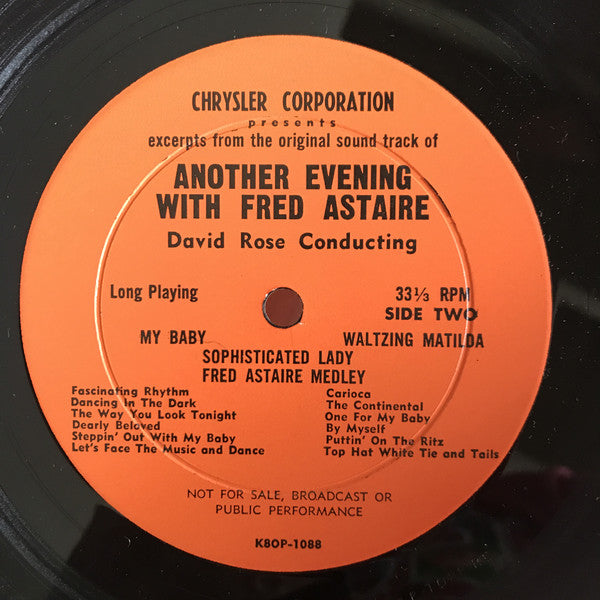 CHRYSLER CORPORATION
presents
excerpts from the original sound track of
ANOTHER EVENING
WITH FRED ASTAIRE
David Rose Conducting
Long Playing 33⅓ RPM
SIDE TWO
MY BABY WALTZING MATILDA
SOPHISTICATED LADY
FRED ASTAIRE MEDLEY
Fascinating Rhythm
Dancing In The Dark
The Way You Look Tonight
Dearly Beloved
Steppin' Out With My Baby
Let's Face The Music and Dance
Carioca
The Continental
One For My Baby
By Myself
Puttin' On The Ritz
Top Hat White Tie and Tails
NOT FOR SALE, BROADCAST OR
PUBLIC PERFORMANCE
K8OP-1088